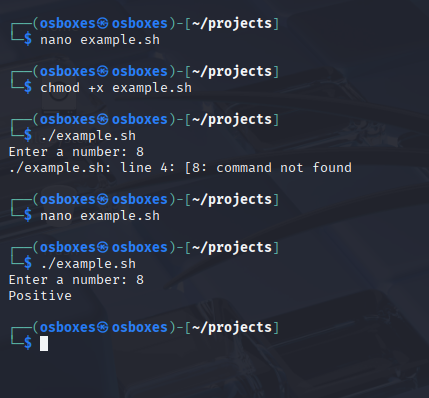 ┌──(osboxes㉿osboxes)-[~/projects]
└─$ nano example.sh
┌──(osboxes㉿osboxes)-[~/projects]
└─$ chmod +x example.sh
┌──(osboxes㉿osboxes)-[~/projects]
└─$ ./example.sh
Enter a number: 8
./example.sh: line 4: [8: command not found
┌──(osboxes㉿osboxes)-[~/projects]
└─$ nano example.sh
┌──(osboxes㉿osboxes)-[~/projects]
└─$ ./example.sh
Enter a number: 8
Positive
┌──(osboxes㉿osboxes)-[~/projects]
└─$